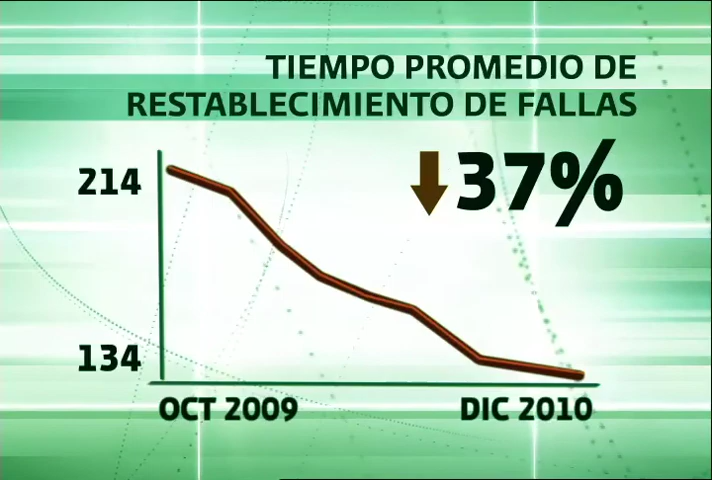 TIEMPO PROMEDIO DE
RESTABLECIMIENTO DE FALLAS
37%
214
134
OCT 2009
DIC 2010